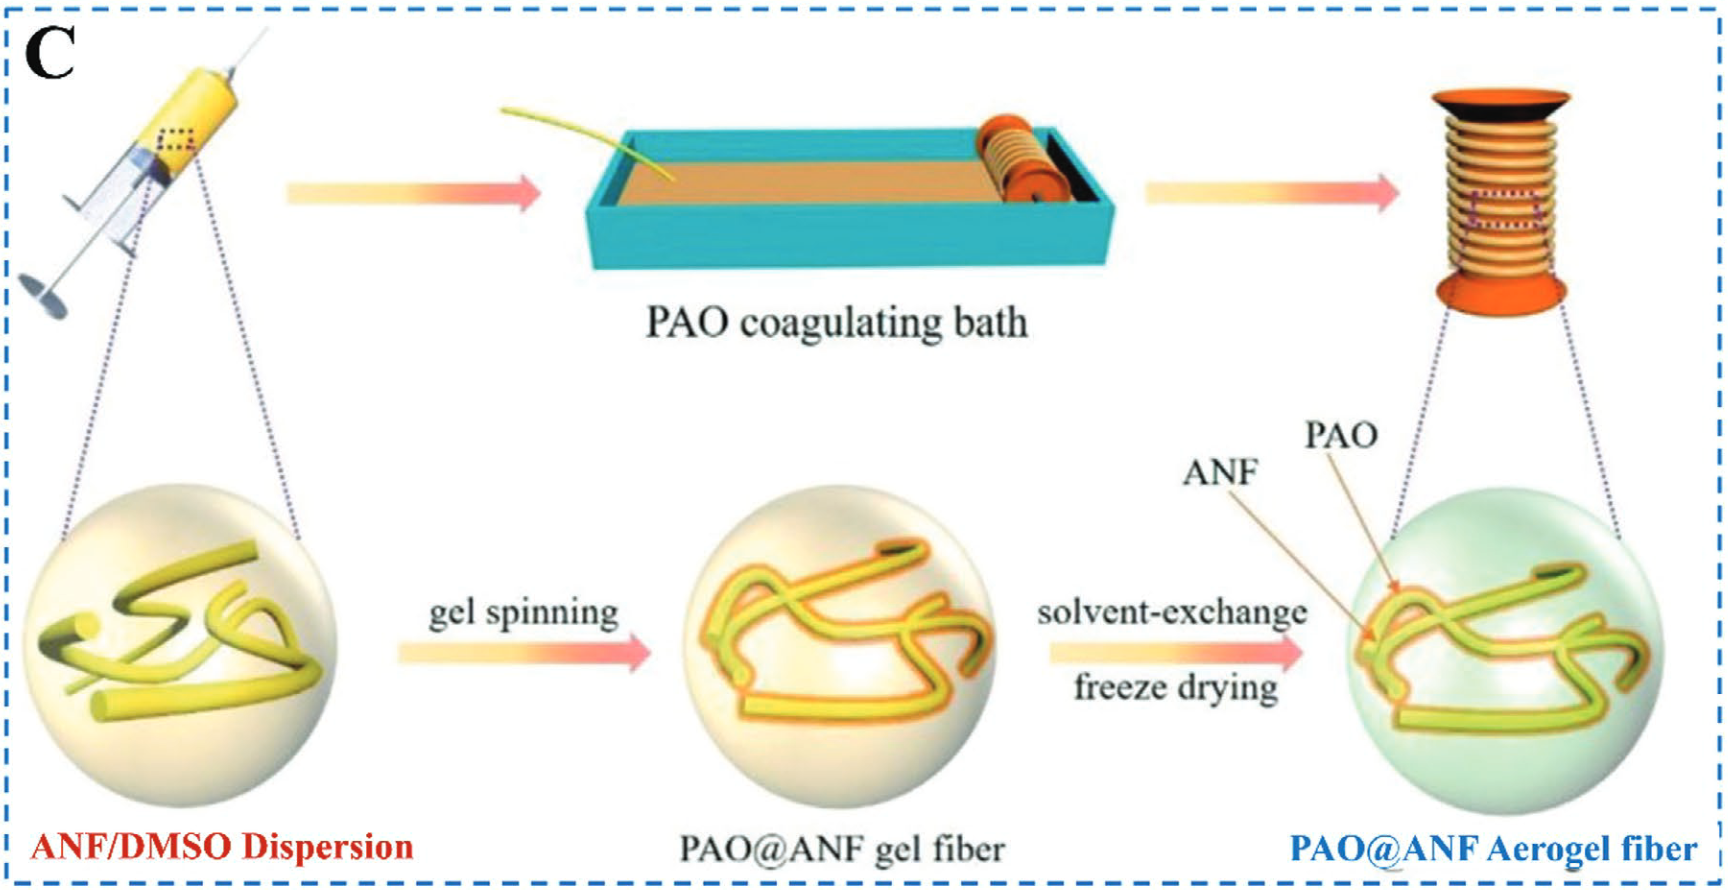 C
PAO coagulating bath
PAO
ANF
gel spinning
solvent-exchange
freeze drying
ANF/DMSO Dispersion
PAO@ANF gel fiber
PAO@ANF Aerogel fiber